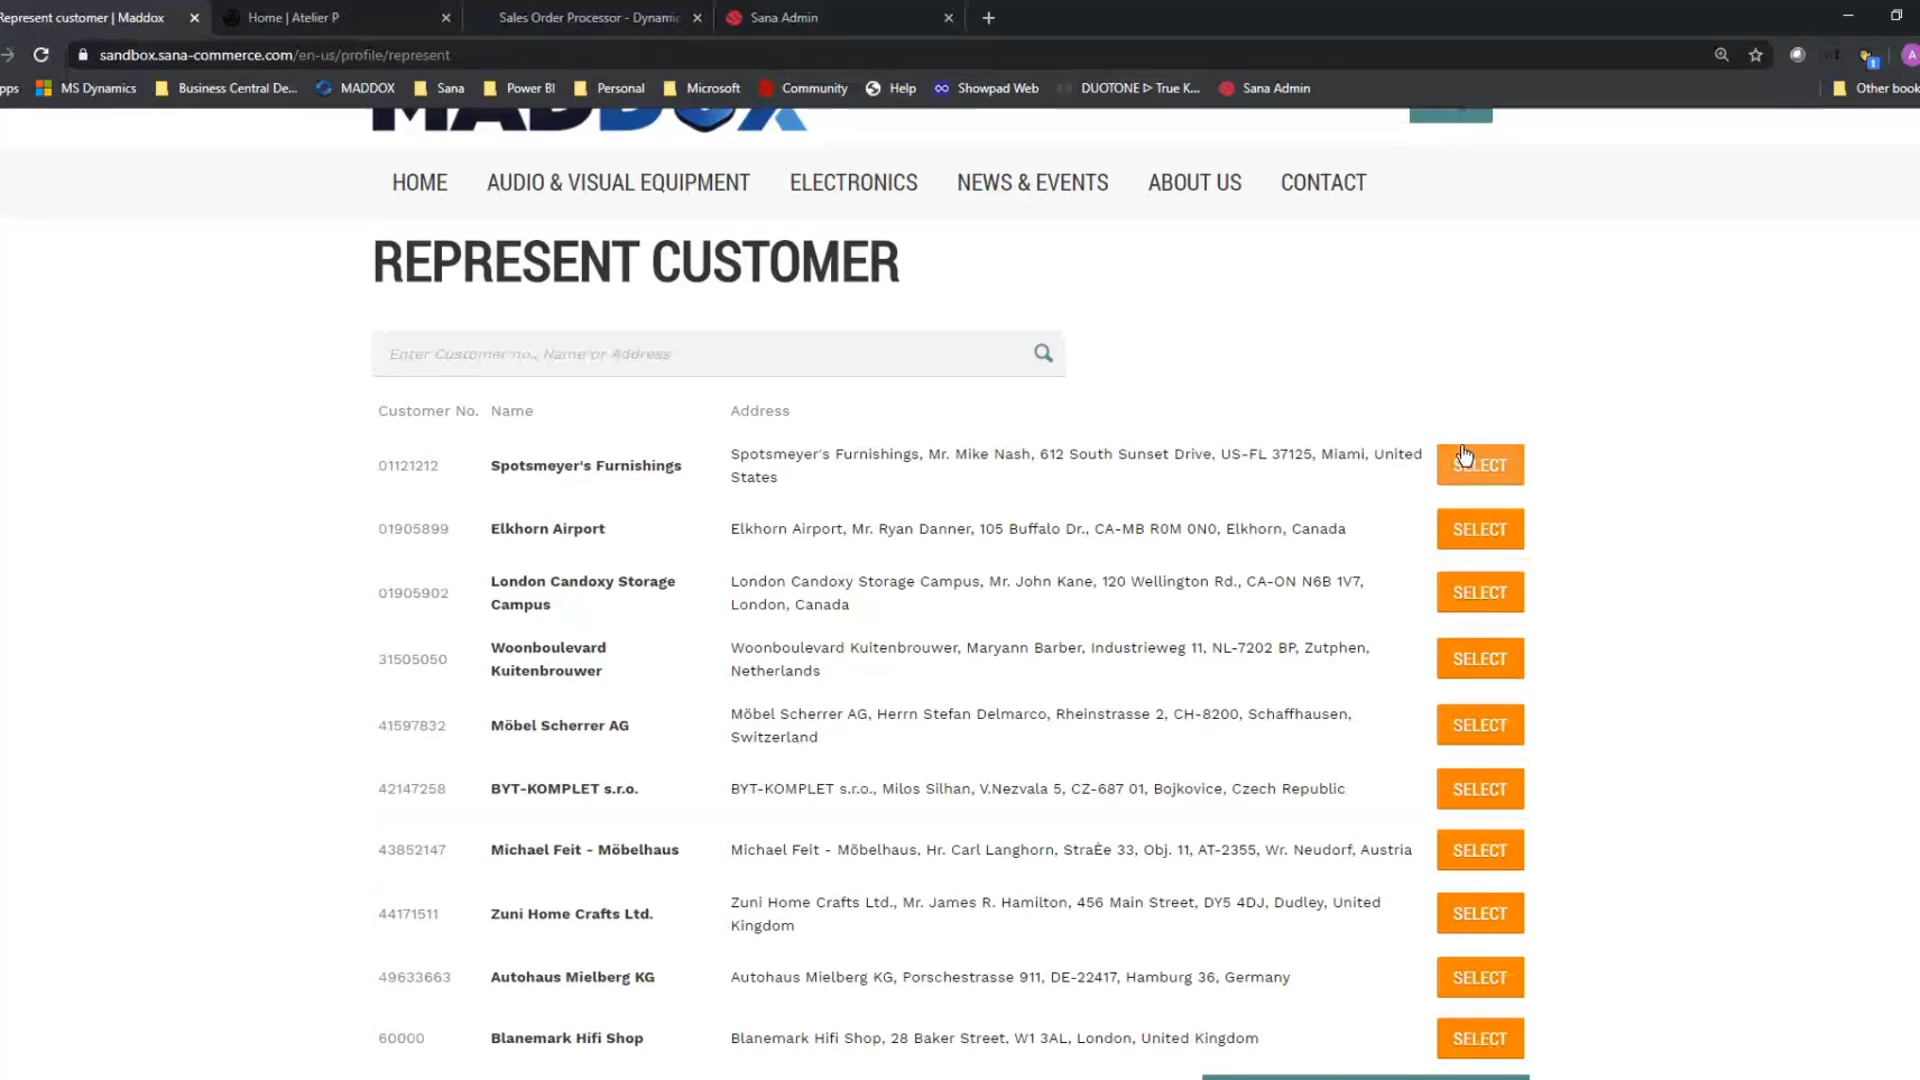 Represent customer | Maddox
Home | Atelier P
Sales Order Processor - Dynamic
Sana Admin
sandbox.sana-commerce.com/en-us/profile/represent
MS Dynamics
Business Central De...
MADDOX
Sana
Power BI
Personal
Microsoft
Community
Help
Showpad Web
DUOTONE ᐅ True K...
Sana Admin
MADDOX
HOME
AUDIO & VISUAL EQUIPMENT
ELECTRONICS
NEWS & EVENTS
ABOUT US
CONTACT
REPRESENT CUSTOMER
Enter Customer no., Name or Address
Customer No. Name Address
01121212 Spotsmeyer's Furnishings Spotsmeyer's Furnishings, Mr. Mike Nash, 612 South Sunset Drive, US-FL 37125, Miami, United
States
SELECT
01905899 Elkhorn Airport Elkhorn Airport, Mr. Ryan Danner, 105 Buffalo Dr., CA-MB R0M 0N0, Elkhorn, Canada
SELECT
01905902 London Candoxy Storage
Campus
London Candoxy Storage Campus, Mr. John Kane, 120 Wellington Rd., CA-ON N6B 1V7,
London, Canada
SELECT
31505050 Woonboulevard
Kuitenbrouwer
Woonboulevard Kuitenbrouwer, Maryann Barber, Industrieweg 11, NL-7202 BP, Zutphen,
Netherlands
SELECT
41597832 Möbel Scherrer AG Möbel Scherrer AG, Herrn Stefan Delmarco, Rheinstrasse 2, CH-8200, Schaffhausen,
Switzerland
SELECT
42147258 BYT-KOMPLET s.r.o. BYT-KOMPLET s.r.o., Milos Silhan, V.Nezvala 5, CZ-687 01, Bojkovice, Czech Republic
SELECT
43852147 Michael Feit - Möbelhaus Michael Feit - Möbelhaus, Hr. Carl Langhorn, StraÈe 33, Obj. 11, AT-2355, Wr. Neudorf, Austria
SELECT
44171511 Zuni Home Crafts Ltd. Zuni Home Crafts Ltd., Mr. James R. Hamilton, 456 Main Street, DY5 4DJ, Dudley, United
Kingdom
SELECT
49633663 Autohaus Mielberg KG Autohaus Mielberg KG, Porschestrasse 911, DE-22417, Hamburg 36, Germany
SELECT
60000 Blanemark Hifi Shop Blanemark Hifi Shop, 28 Baker Street, W1 3AL, London, United Kingdom
SELECT